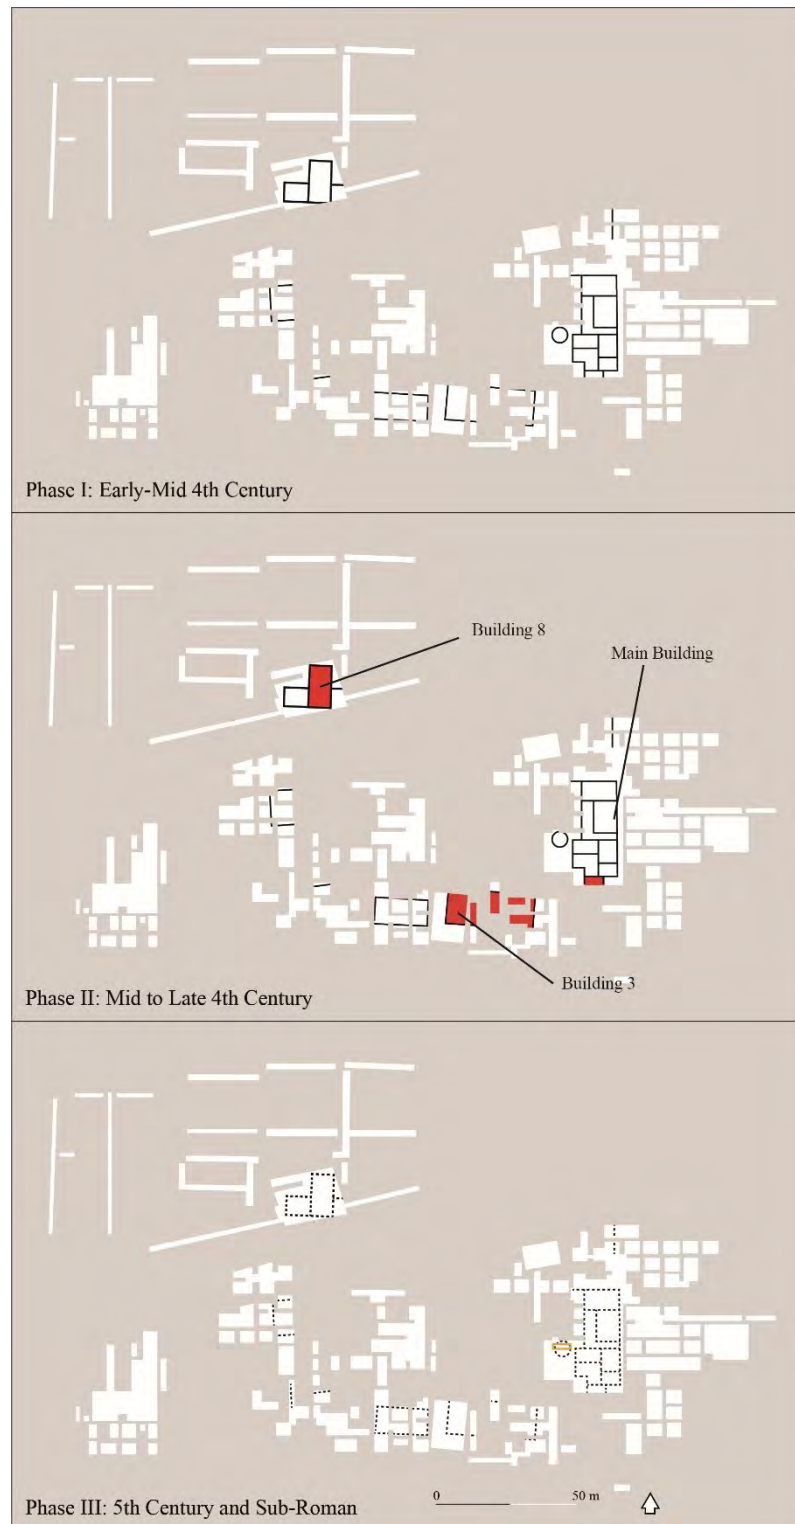 Phase I: Early-Mid 4th Century
Building 8
Main Building
Building 3
Phase II: Mid to Late 4th Century
0 50 m
Phase III: 5th Century and Sub-Roman